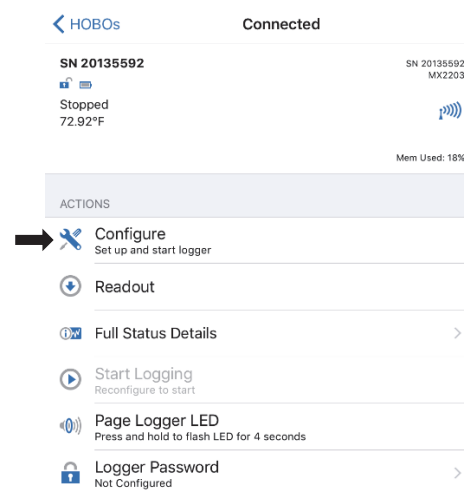 HOBOs
Connected
SN 20135592
SN 20135592
MX2203
Stopped
72.92°F
Mem Used: 18%
ACTIONS
Configure
Set up and start logger
Readout
Full Status Details
Start Logging
Reconfigure to start
Page Logger LED
Press and hold to flash LED for 4 seconds
Logger Password
Not Configured